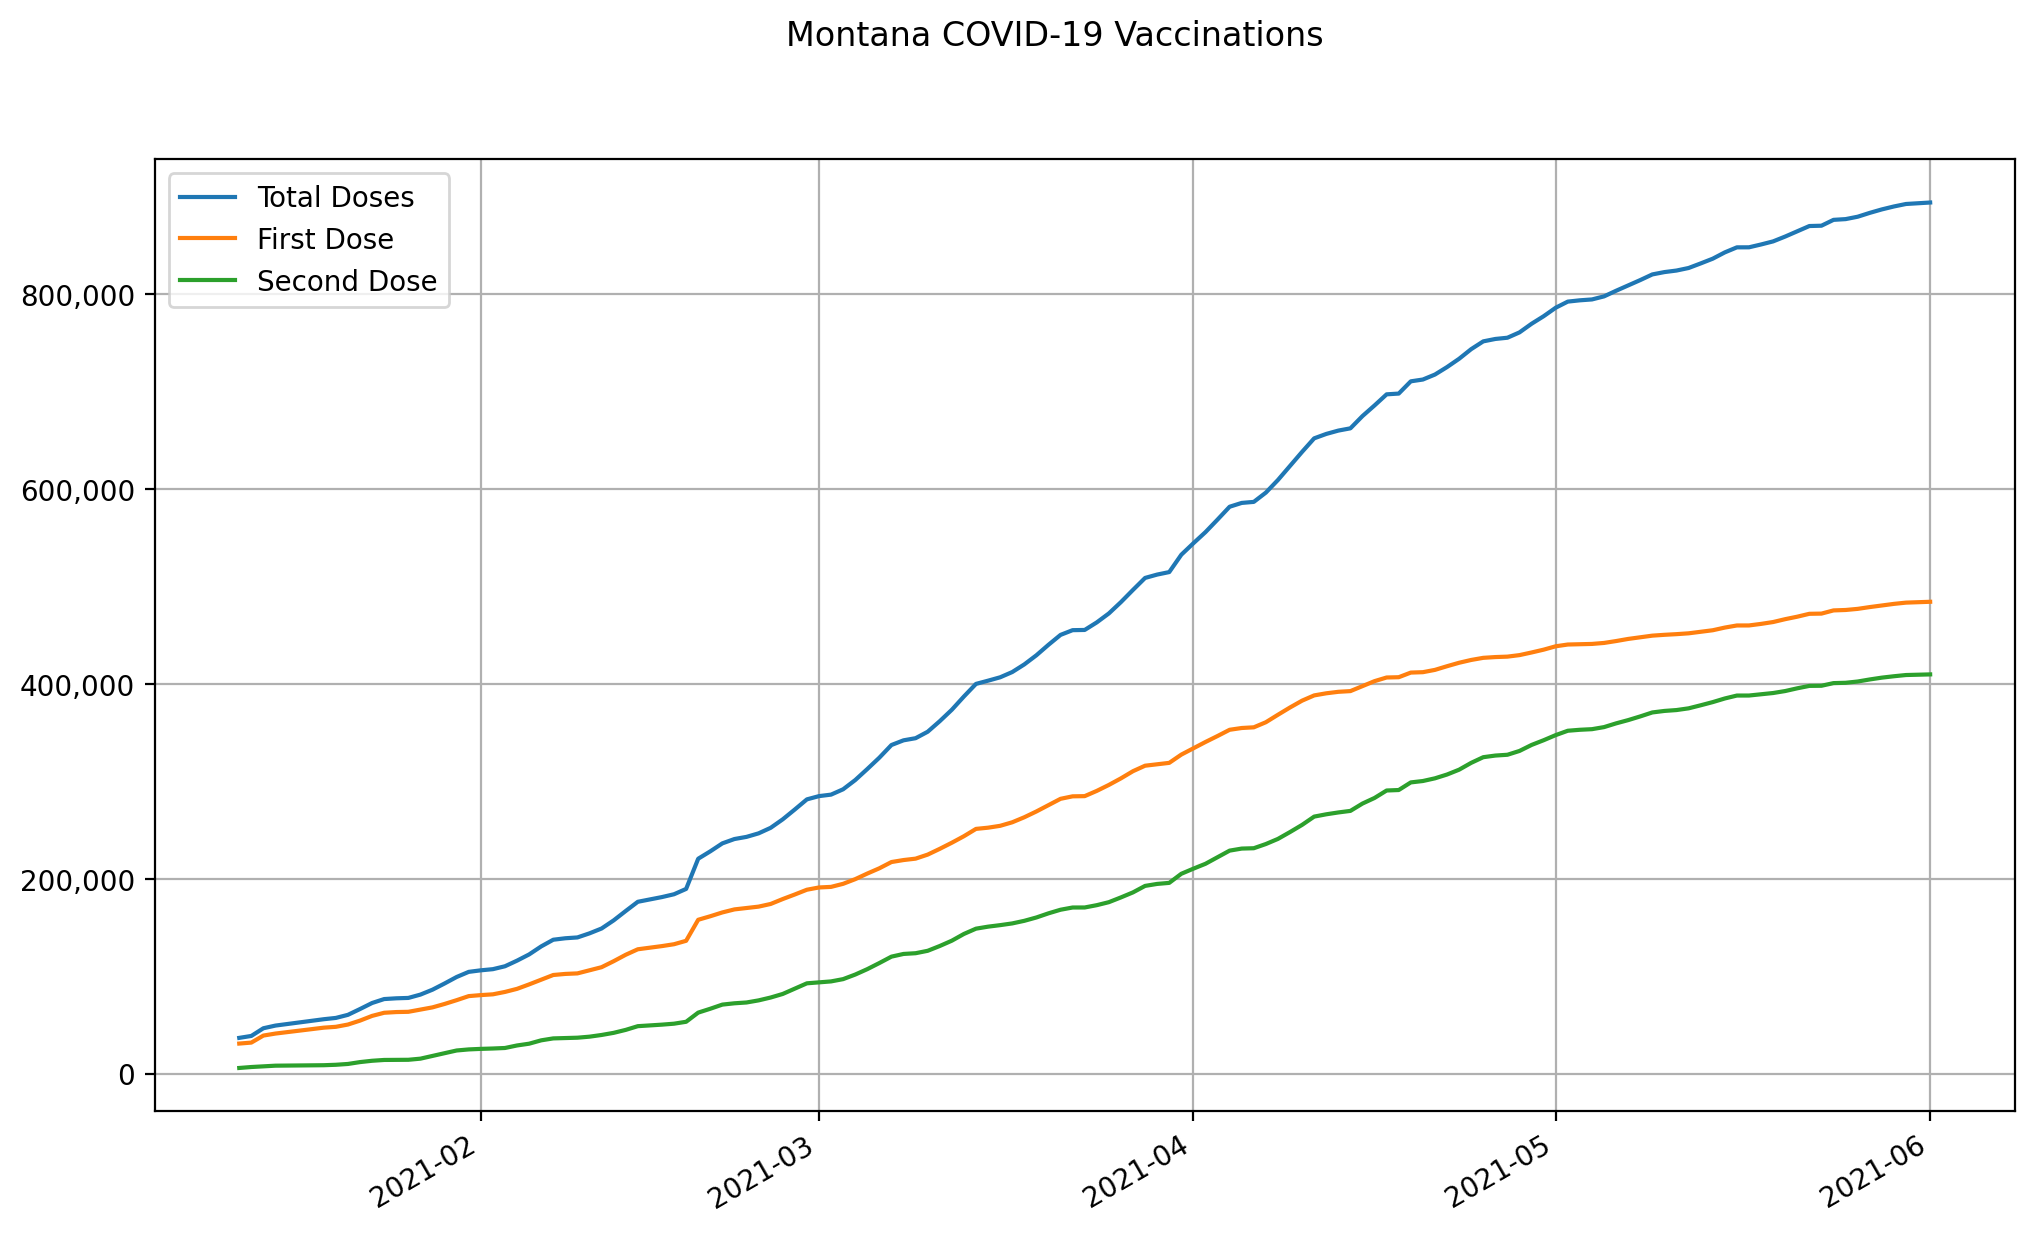 Montana COVID-19 Vaccinations
Total Doses
First Dose
Second Dose
800,000
600,000
400,000
200,000
0
2021-02
2021-03
2021-04
2021-05
2021-06